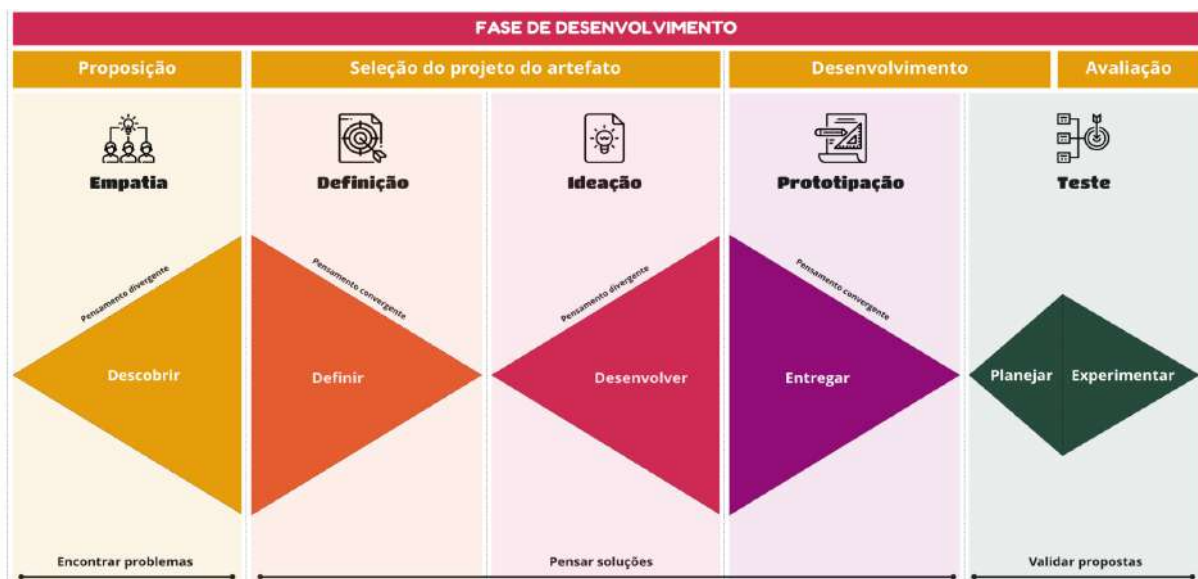 FASE DE DESENVOLVIMENTO
Proposição
Seleção do projeto do artefato
Desenvolvimento
Avaliação
Empatia
Definição
Ideação
Prototipação
Teste
Pensamento divergente
Pensamento convergente
Pensamento divergente
Pensamento convergente
Descobrir
Definir
Desenvolver
Entregar
Planejar
Experimentar
Encontrar problemas
Pensar soluções
Validar propostas